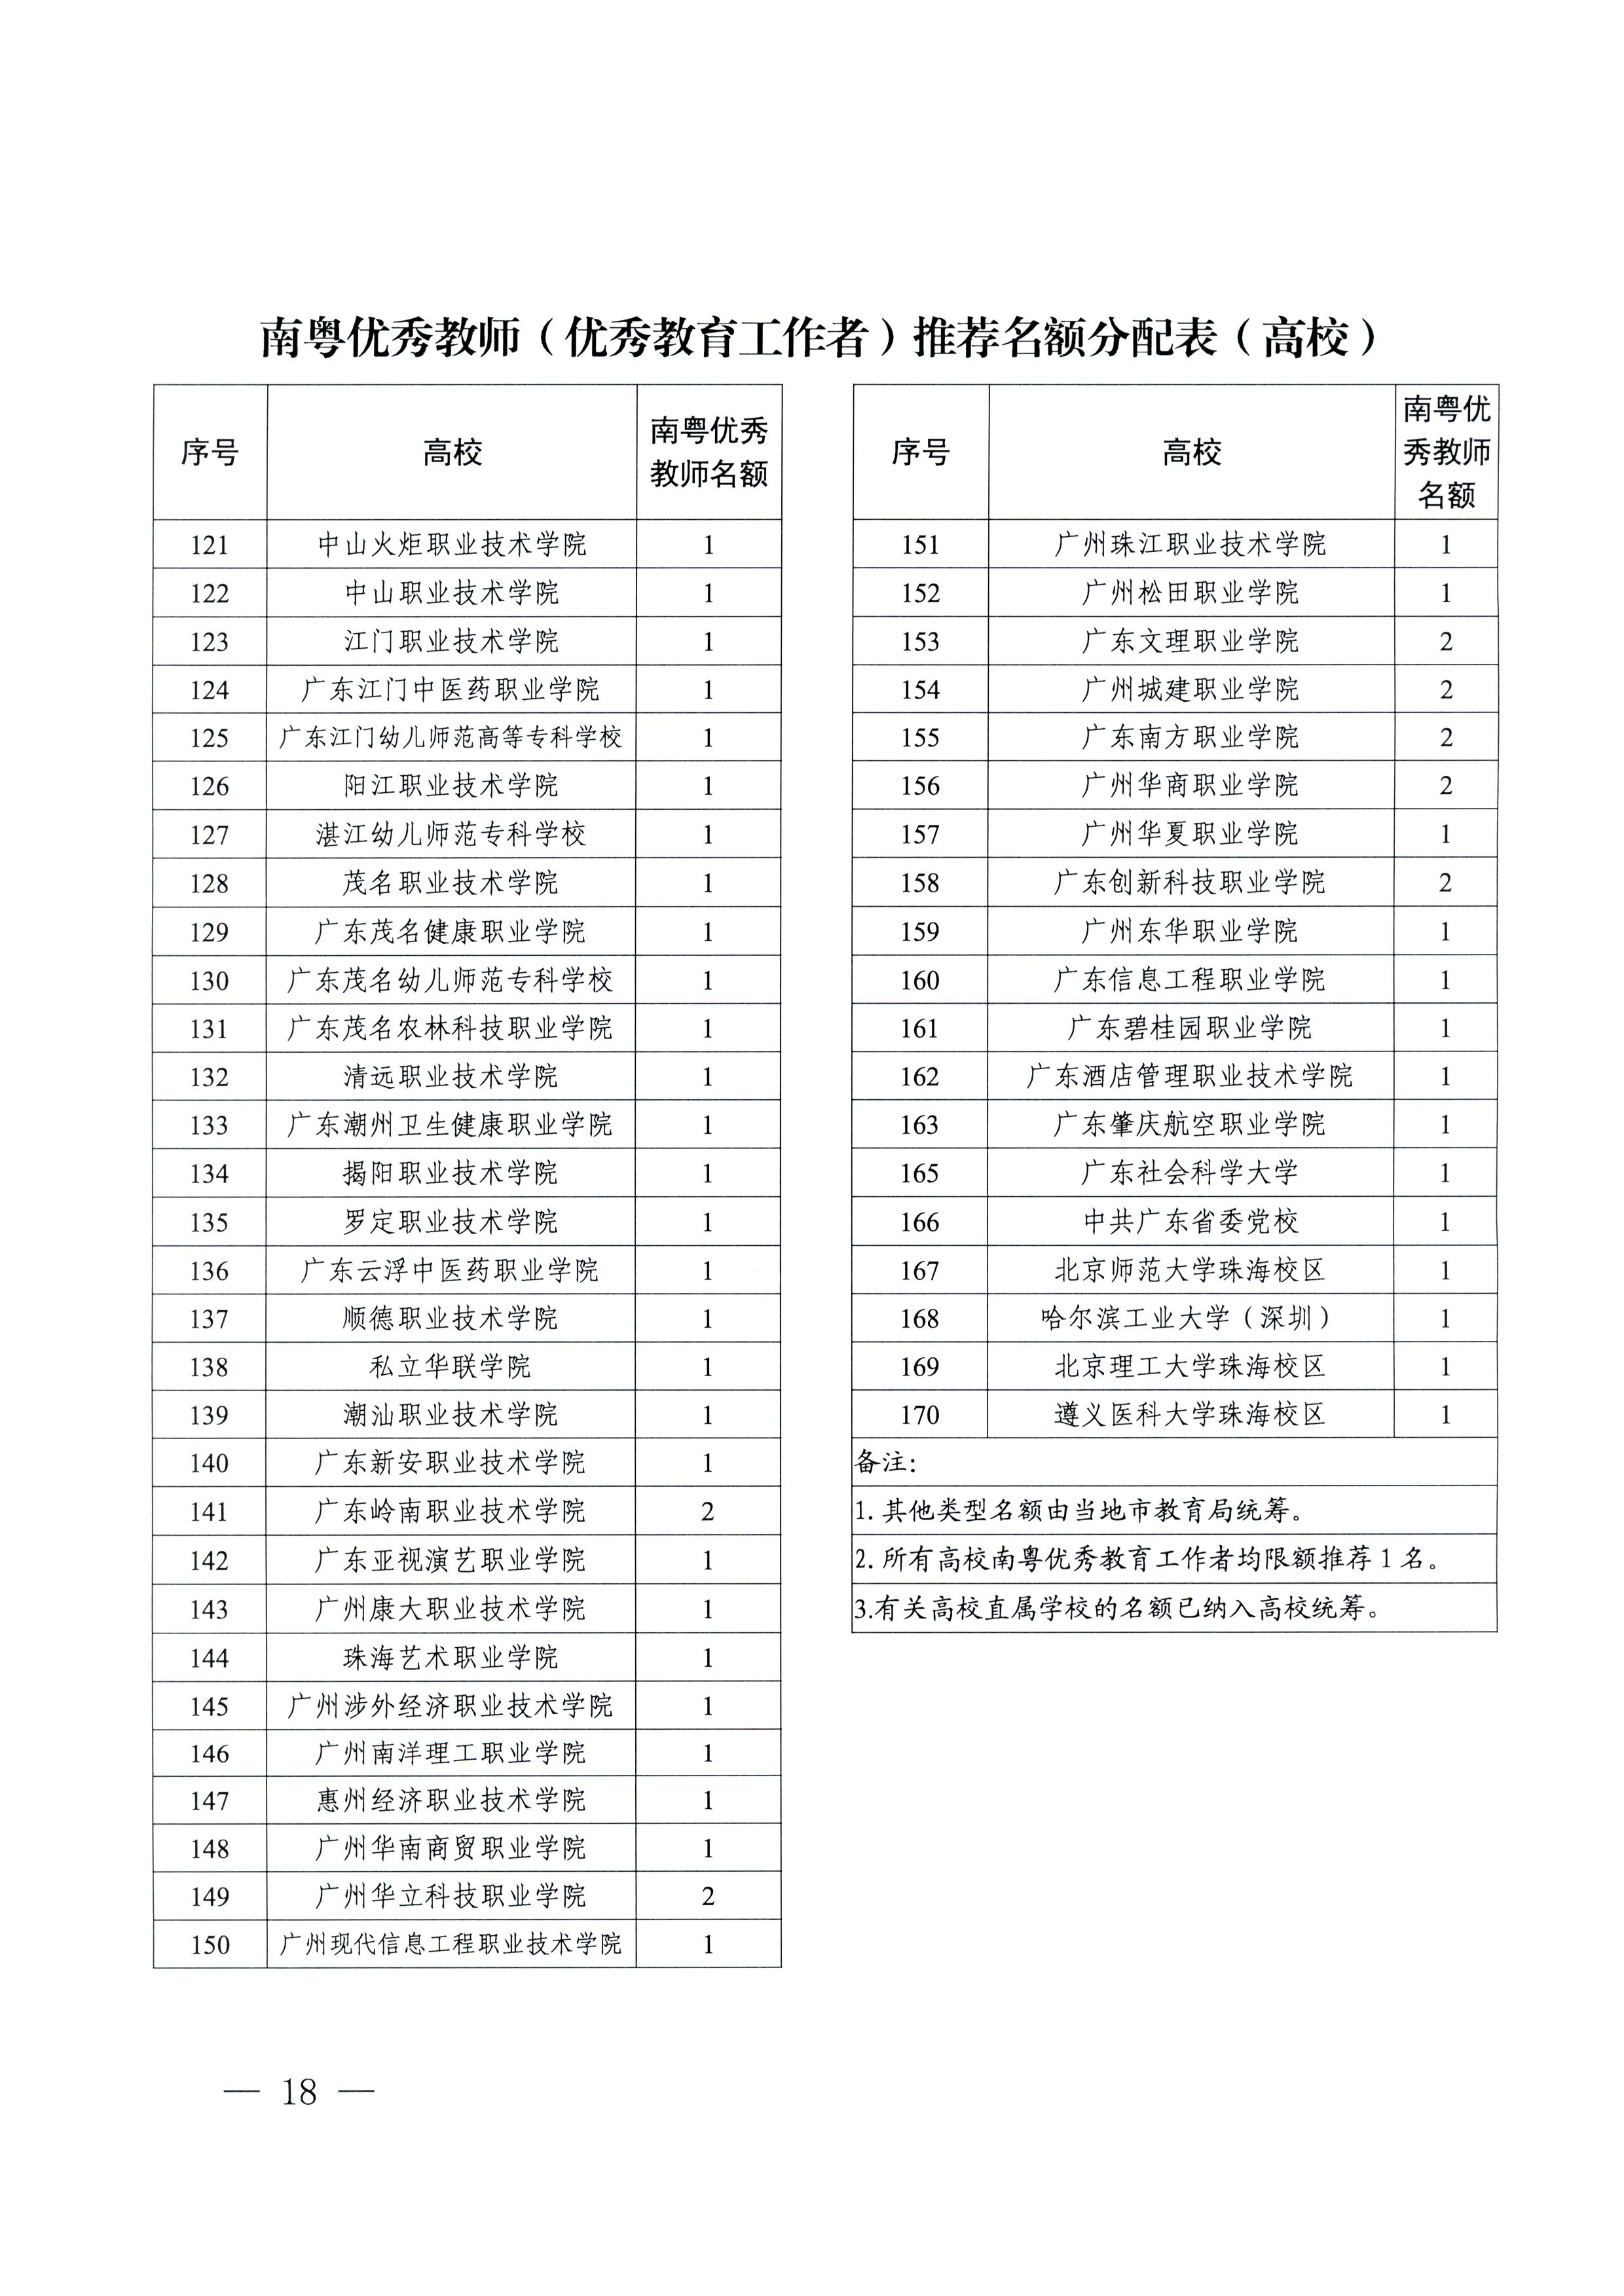 南粤优秀教师（优秀教育工作者）推荐名额分配表（高校）
序号 高校 南粤优秀教师名额
121 中山火炬职业技术学院 1
122 中山职业技术学院 1
123 江门职业技术学院 1
124 广东江门中医药职业学院 1
125 广东江门幼儿师范高等专科学校 1
126 阳江职业技术学院 1
127 湛江幼儿师范专科学校 1
128 茂名职业技术学院 1
129 广东茂名健康职业学院 1
130 广东茂名幼儿师范专科学校 1
131 广东茂名农林科技职业学院 1
132 清远职业技术学院 1
133 广东潮州卫生健康职业学院 1
134 揭阳职业技术学院 1
135 罗定职业技术学院 1
136 广东云浮中医药职业学院 1
137 顺德职业技术学院 1
138 私立华联学院 1
139 潮汕职业技术学院 1
140 广东新安职业技术学院 1
141 广东岭南职业技术学院 2
142 广东亚视演艺职业学院 1
143 广州康大职业技术学院 1
144 珠海艺术职业学院 1
145 广州涉外经济职业技术学院 1
146 广州南洋理工职业学院 1
147 惠州经济职业技术学院 1
148 广州华南商贸职业学院 1
149 广州华立科技职业学院 2
150 广州现代信息工程职业技术学院 1
序号 高校 南粤优秀教师名额
151 广州珠江职业技术学院 1
152 广州松田职业学院 1
153 广东文理职业学院 2
154 广州城建职业学院 2
155 广东南方职业学院 2
156 广州华商职业学院 2
157 广州华夏职业学院 1
158 广东创新科技职业学院 2
159 广州东华职业学院 1
160 广东信息工程职业学院 1
161 广东碧桂园职业学院 1
162 广东酒店管理职业技术学院 1
163 广东肇庆航空职业学院 1
165 广东社会科学大学 1
166 中共广东省委党校 1
167 北京师范大学珠海校区 1
168 哈尔滨工业大学（深圳） 1
169 北京理工大学珠海校区 1
170 遵义医科大学珠海校区 1
备注：
1.其他类型名额由当地市教育局统筹。
2.所有高校南粤优秀教育工作者均限额推荐1名。
3.有关高校直属学校的名额已纳入高校统筹。
— 18 —